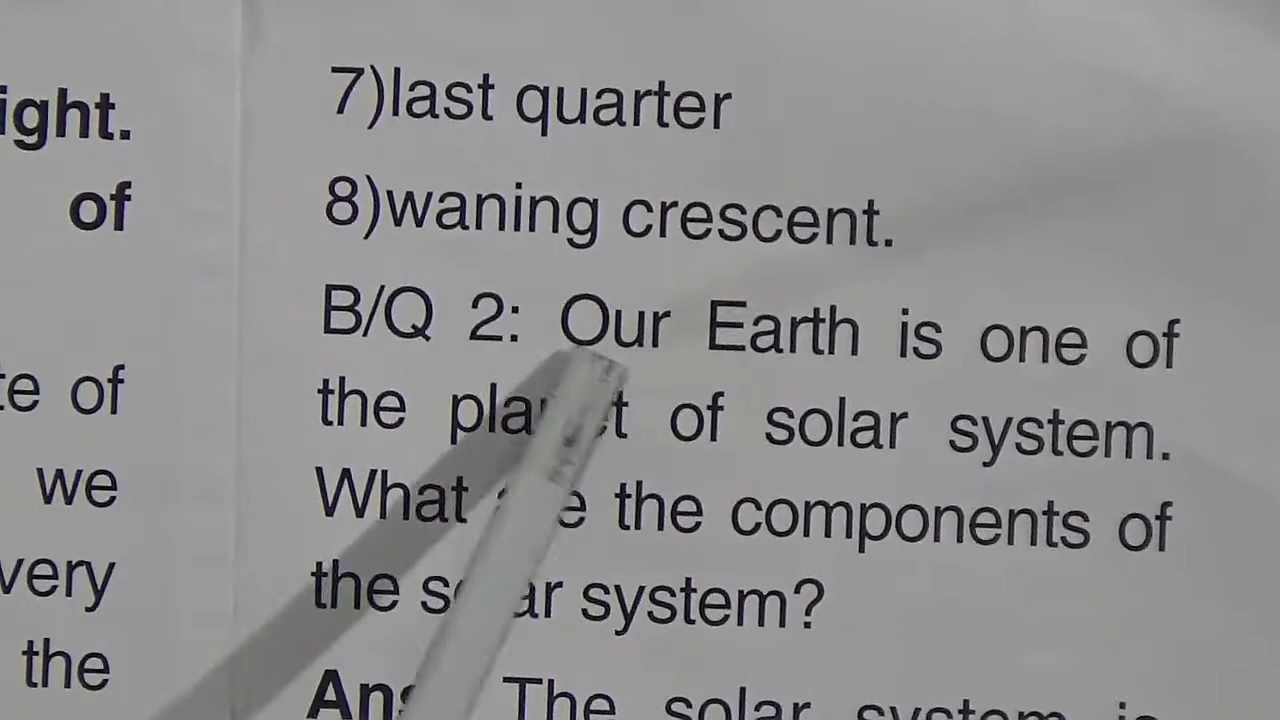 ight.
of
te of
we
very
the
7)last quarter
8)waning crescent.
B/Q 2: Our Earth is one of
the planet of solar system.
What are the components of
the solar system?
Ans The solar system is